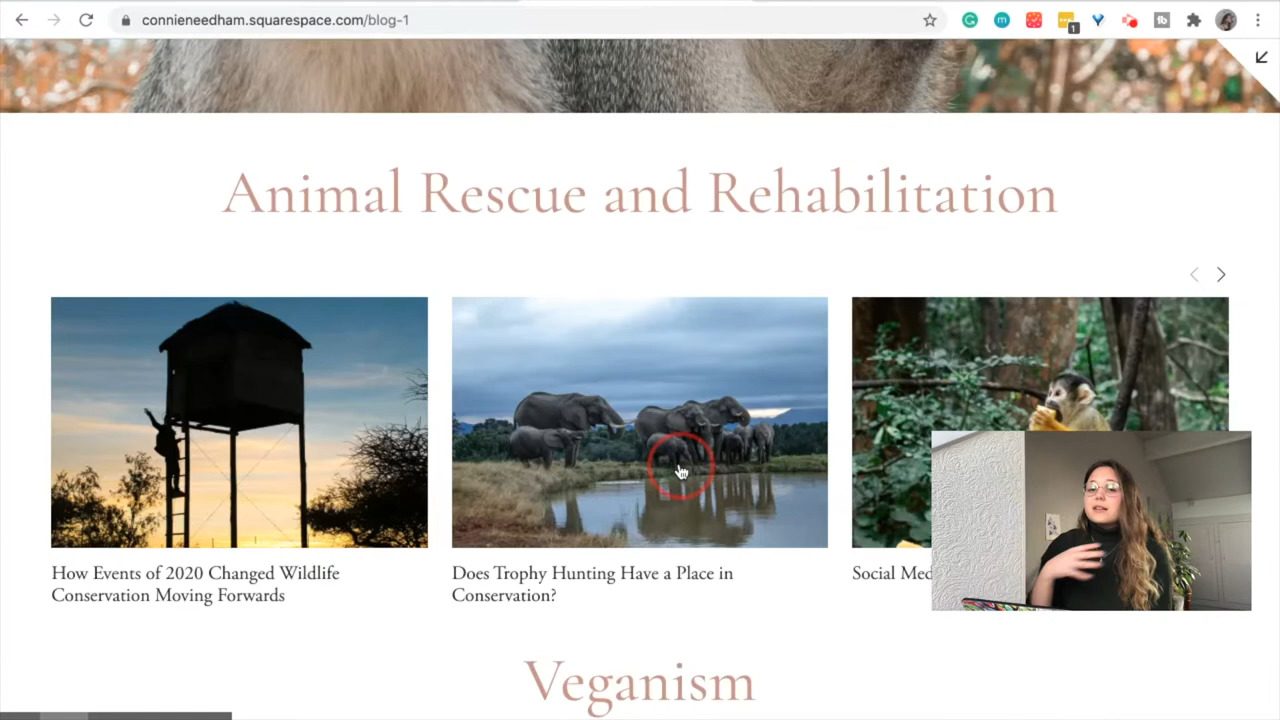 connieneedham.squarespace.com/blog-1
1
Animal Rescue and Rehabilitation
How Events of 2020 Changed Wildlife
Conservation Moving Forwards
Does Trophy Hunting Have a Place in
Conservation?
Social Med
Veganism